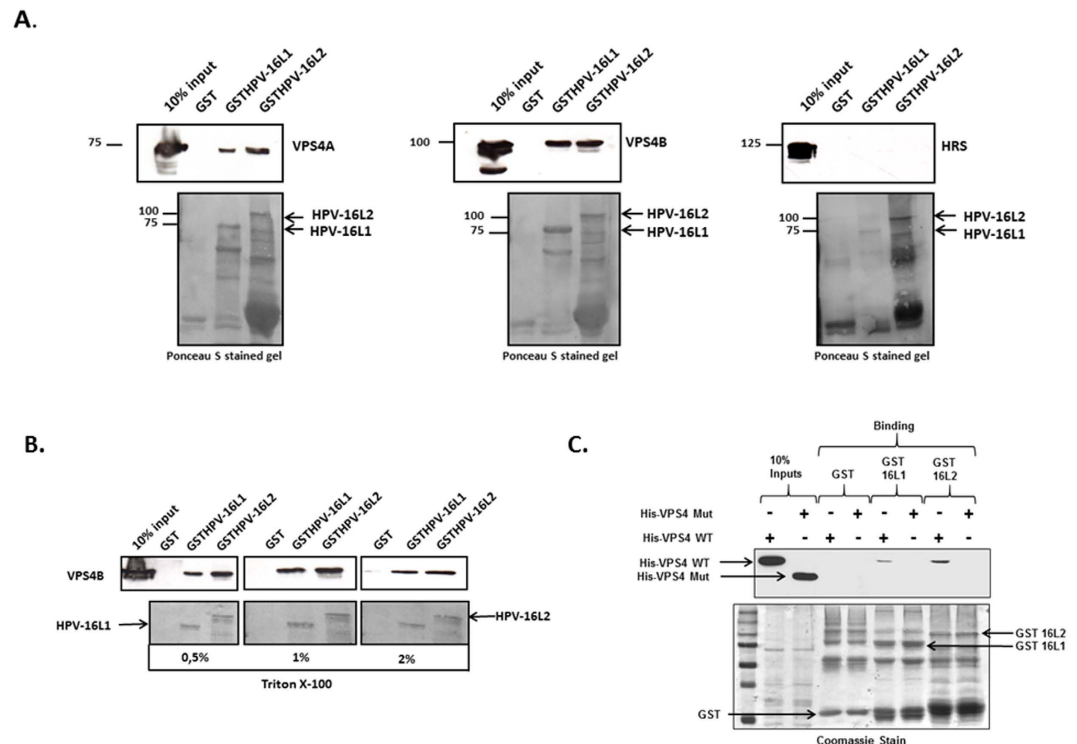 A.
10% input
GST
GSTHPV-16L1
GSTHPV-16L2
75
VPS4A
100
75
HPV-16L2
HPV-16L1
Ponceau S stained gel
10% input
GST
GSTHPV-16L1
GSTHPV-16L2
100
VPS4B
100
75
HPV-16L2
HPV-16L1
Ponceau S stained gel
10% input
GST
GSTHPV-16L1
GSTHPV-16L2
125
HRS
100
75
HPV-16L2
HPV-16L1
Ponceau S stained gel
B.
10% input
GST
GSTHPV-16L1
GSTHPV-16L2
GST
GSTHPV-16L1
GSTHPV-16L2
GST
GSTHPV-16L1
GSTHPV-16L2
VPS4B
HPV-16L1
HPV-16L2
0,5% 1% 2%
Triton X-100
C.
Binding
10%
Inputs
GST
GST
16L1
GST
16L2
His-VPS4 Mut - + - + - + - +
His-VPS4 WT + - + - + - + -
His-VPS4 WT
His-VPS4 Mut
GST 16L2
GST 16L1
GST
Coomassie Stain